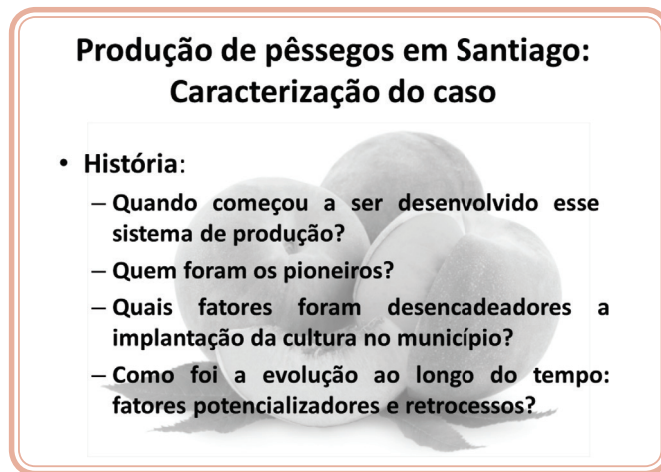 Produção de pêssegos em Santiago:
Caracterização do caso
• História:
– Quando começou a ser desenvolvido esse
sistema de produção?
– Quem foram os pioneiros?
– Quais fatores foram desencadeadores a
implantação da cultura no município?
– Como foi a evolução ao longo do tempo:
fatores potencializadores e retrocessos?